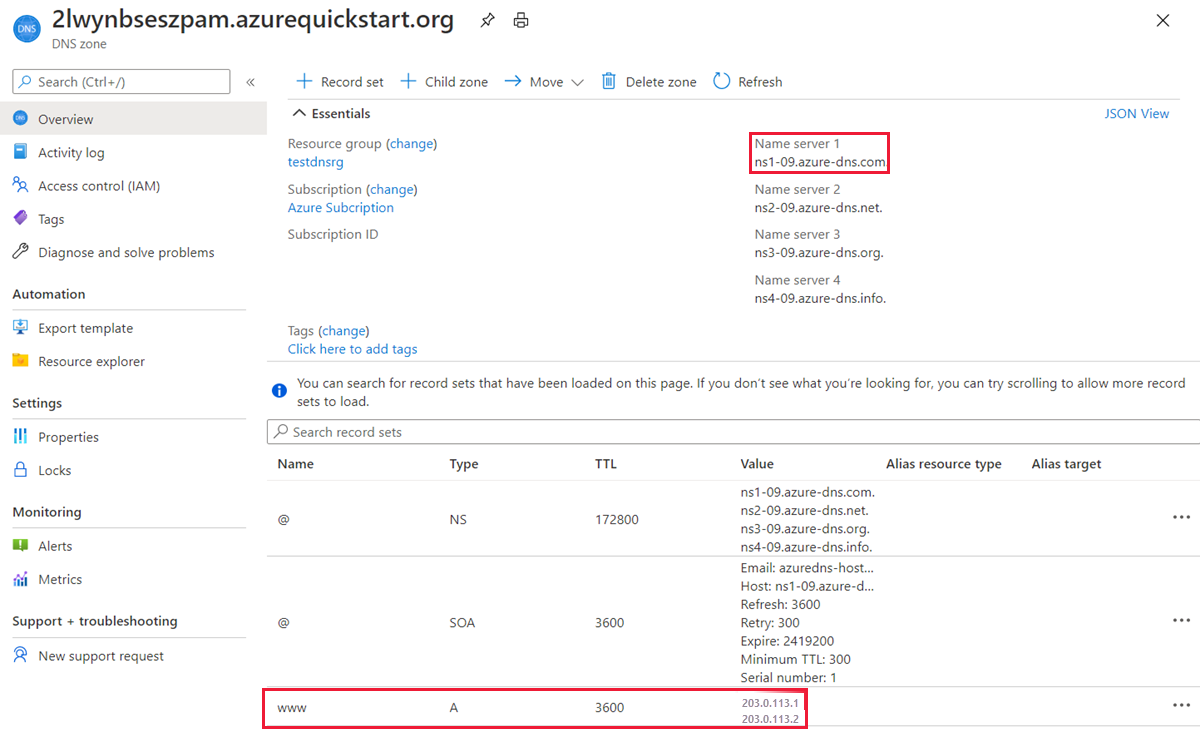 2lwynbseszpam.azurequickstart.org
DNS
DNS zone
Search (Ctrl+/)
«
Overview
Activity log
Access control (IAM)
Tags
Diagnose and solve problems
Automation
Export template
Resource explorer
Settings
Properties
Locks
Monitoring
Alerts
Metrics
Support + troubleshooting
New support request
Record set
Child zone
Move
Delete zone
Refresh
Essentials
JSON View
Resource group (change)
testdnsrg
Subscription (change)
Azure Subcription
Subscription ID
Name server 1
ns1-09.azure-dns.com.
Name server 2
ns2-09.azure-dns.net.
Name server 3
ns3-09.azure-dns.org.
Name server 4
ns4-09.azure-dns.info.
Tags (change)
Click here to add tags
You can search for record sets that have been loaded on this page. If you don't see what you're looking for, you can try scrolling to allow more record
sets to load.
Search record sets
Name Type TTL Value Alias resource type Alias target
@ NS 172800
ns1-09.azure-dns.com.
ns2-09.azure-dns.net.
ns3-09.azure-dns.org.
ns4-09.azure-dns.info.
@ SOA 3600
Email: azuredns-host...
Host: ns1-09.azure-d...
Refresh: 3600
Retry: 300
Expire: 2419200
Minimum TTL: 300
Serial number: 1
www A 3600
203.0.113.1
203.0.113.2